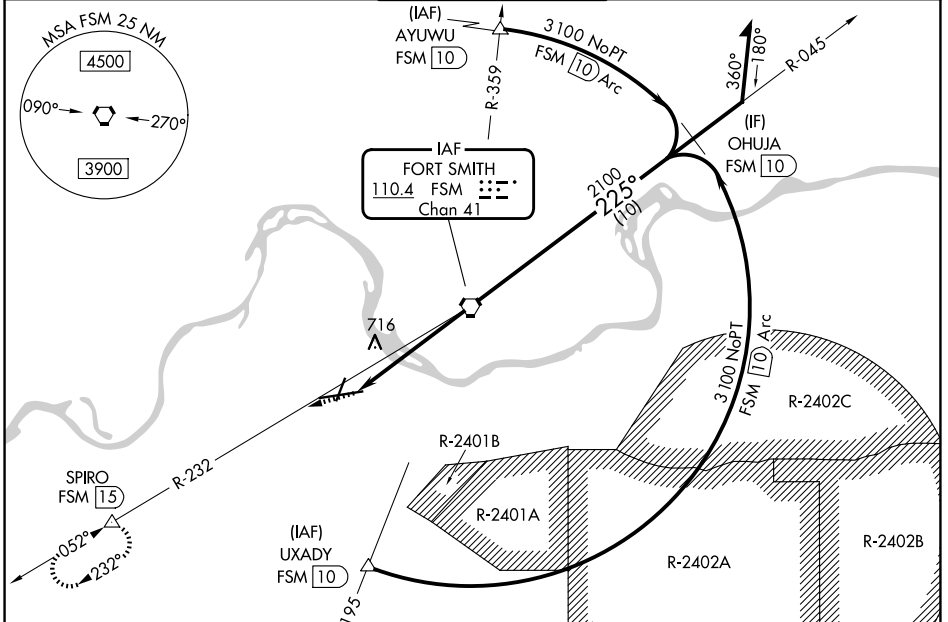 MSA FSM 25 NM
4500
090°
270°
3900
(IAF)
AYUWU
FSM 10
R-359
3100 NoPT
FSM 10 Arc
360°
180°
R-045
(IF)
OHUJA
FSM 10
IAF
FORT SMITH
110.4 FSM
Chan 41
2100
225°
(10)
716
3100 NoPT
FSM 10 Arc
R-2402C
R-2401B
R-2401A
R-2402A
R-2402B
R-232
SPIRO
FSM 15
052°
232°
(IAF)
UXADY
FSM 10
195